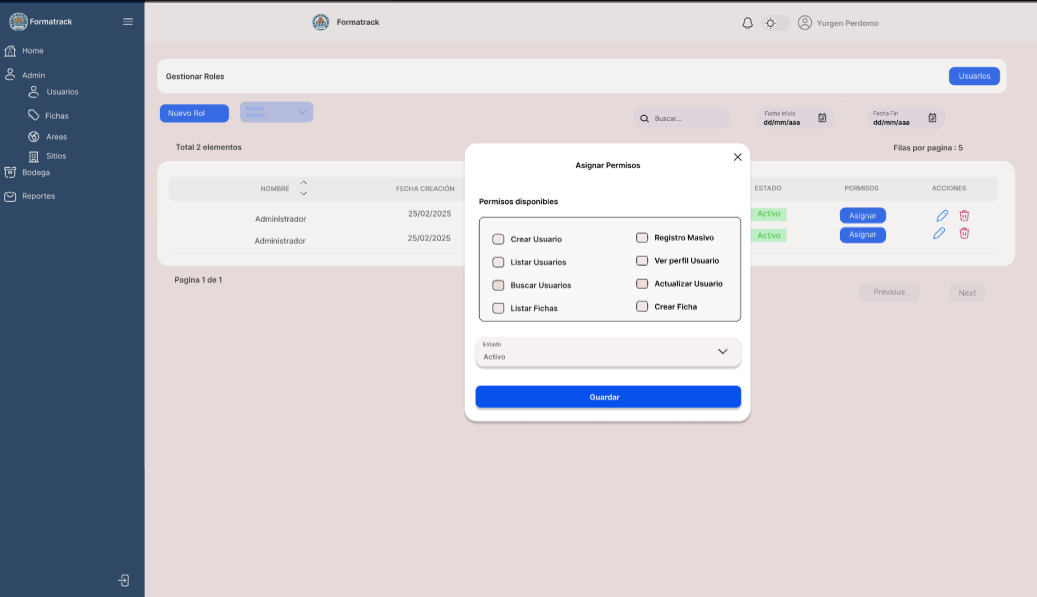 Formatrack
Formatrack
Yurgen Perdomo
Home
Admin
Usuarios
Fichas
Areas
Sitios
Bodega
Reportes
Gestionar Roles
Usuarios
Nuevo Rol
Estado
Activos
Buscar...
Fecha Inicio
dd/mm/aaa
Fecha Fin
dd/mm/aaa
Total 2 elementos
Filas por pagina : 5
NOMBRE
FECHA CREACIÓN
ESTADO
PERMISOS
ACCIONES
Administrador
25/02/2025
Activo
Asignar
Administrador
25/02/2025
Activo
Asignar
Pagina 1 de 1
Previous
Next
Asignar Permisos
Permisos disponibles
Crear Usuario
Registro Masivo
Listar Usuarios
Ver perfil Usuario
Buscar Usuarios
Actualizar Usuario
Listar Fichas
Crear Ficha
Estado
Activo
Guardar